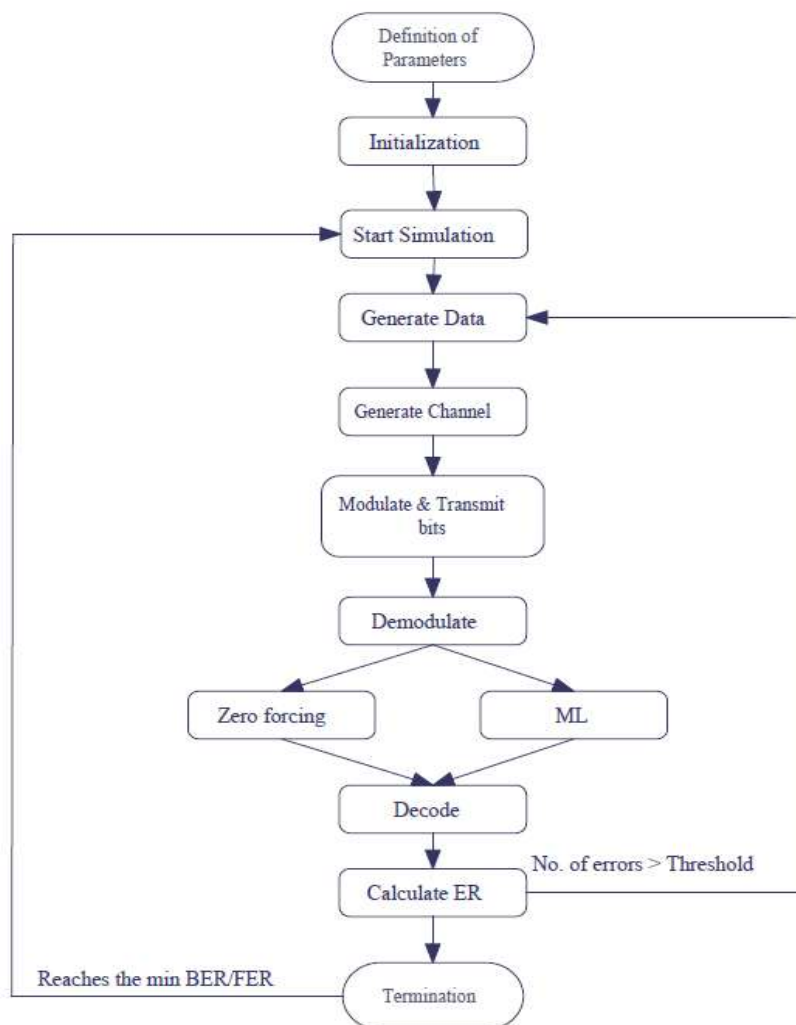 Definition of
Parameters
Initialization
Start Simulation
Generate Data
Generate Channel
Modulate & Transmit
bits
Demodulate
Zero forcing
ML
Decode
No. of errors > Threshold
Calculate ER
Reaches the min BER/FER
Termination